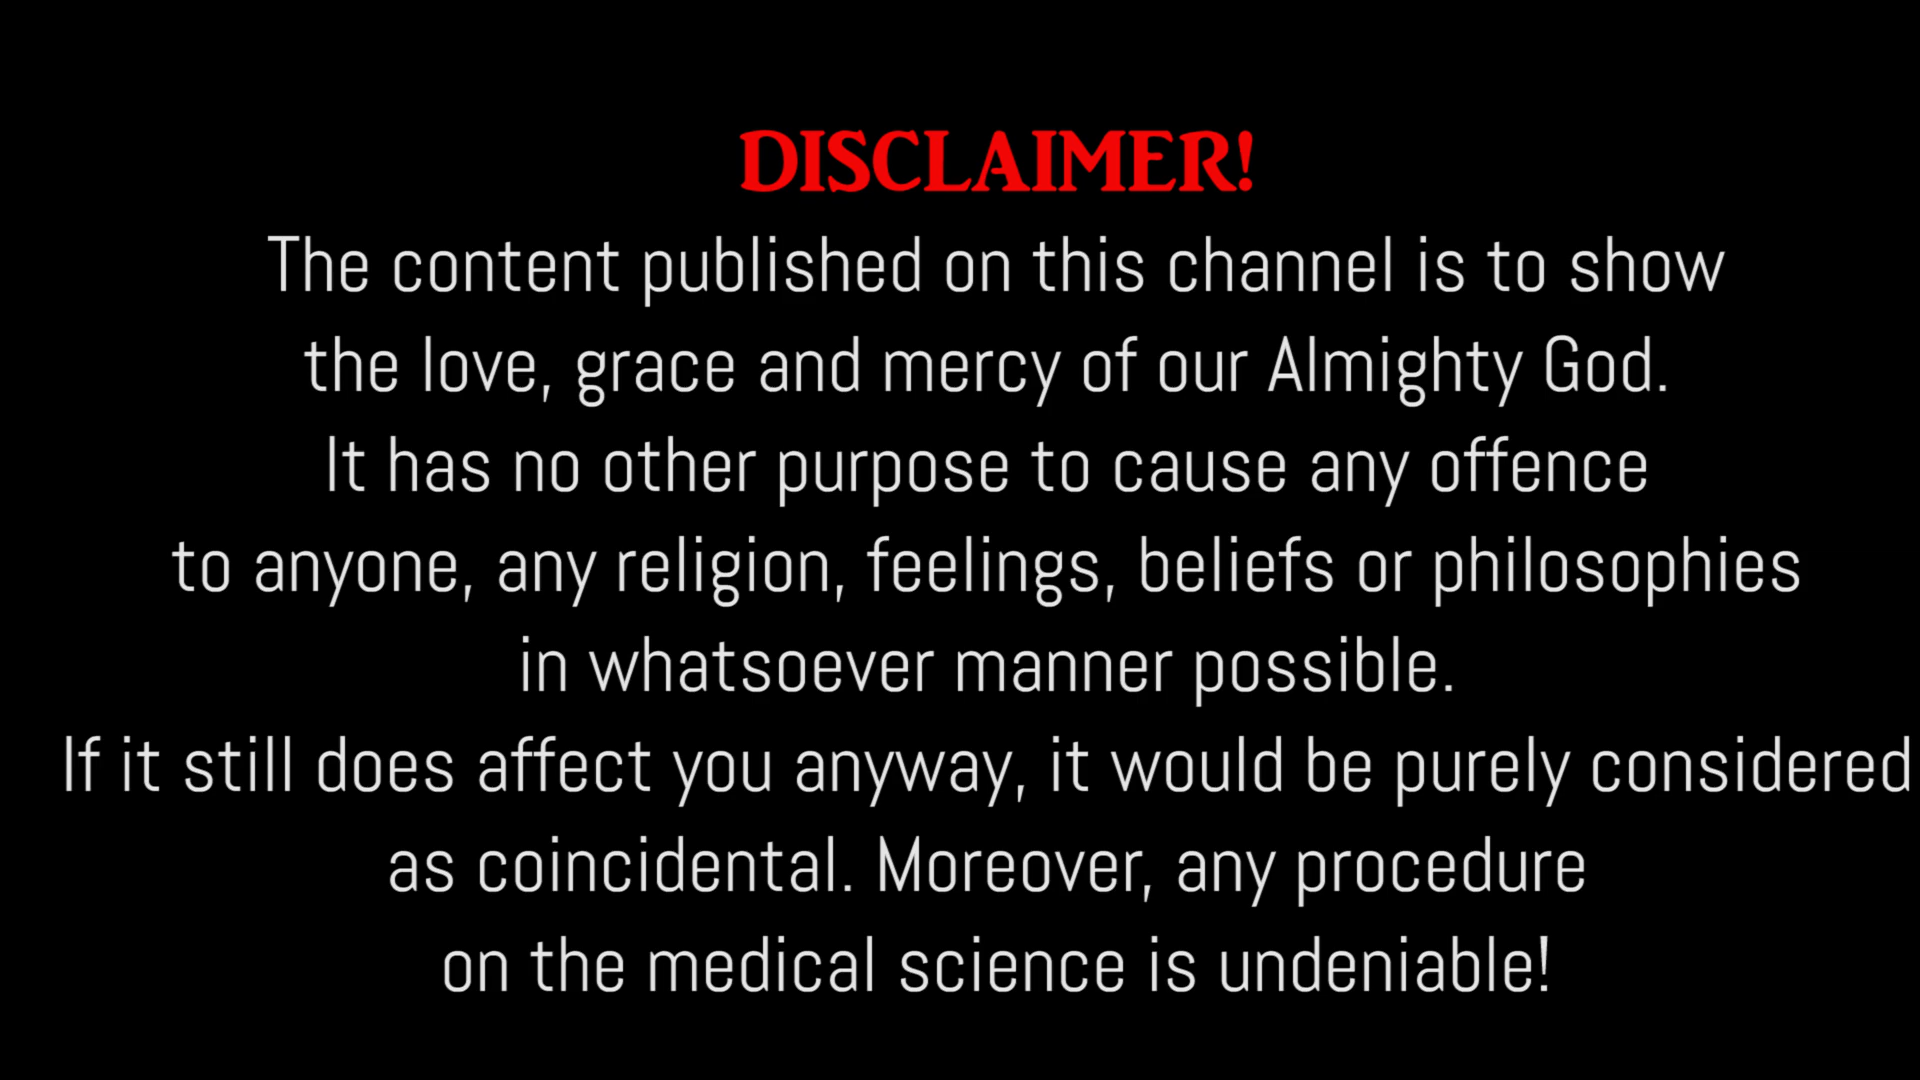 DISCLAIMER!
The content published on this channel is to show
the love, grace and mercy of our Almighty God.
It has no other purpose to cause any offence
to anyone, any religion, feelings, beliefs or philosophies
in whatsoever manner possible.
If it still does affect you anyway, it would be purely considered
as coincidental. Moreover, any procedure
on the medical science is undeniable!